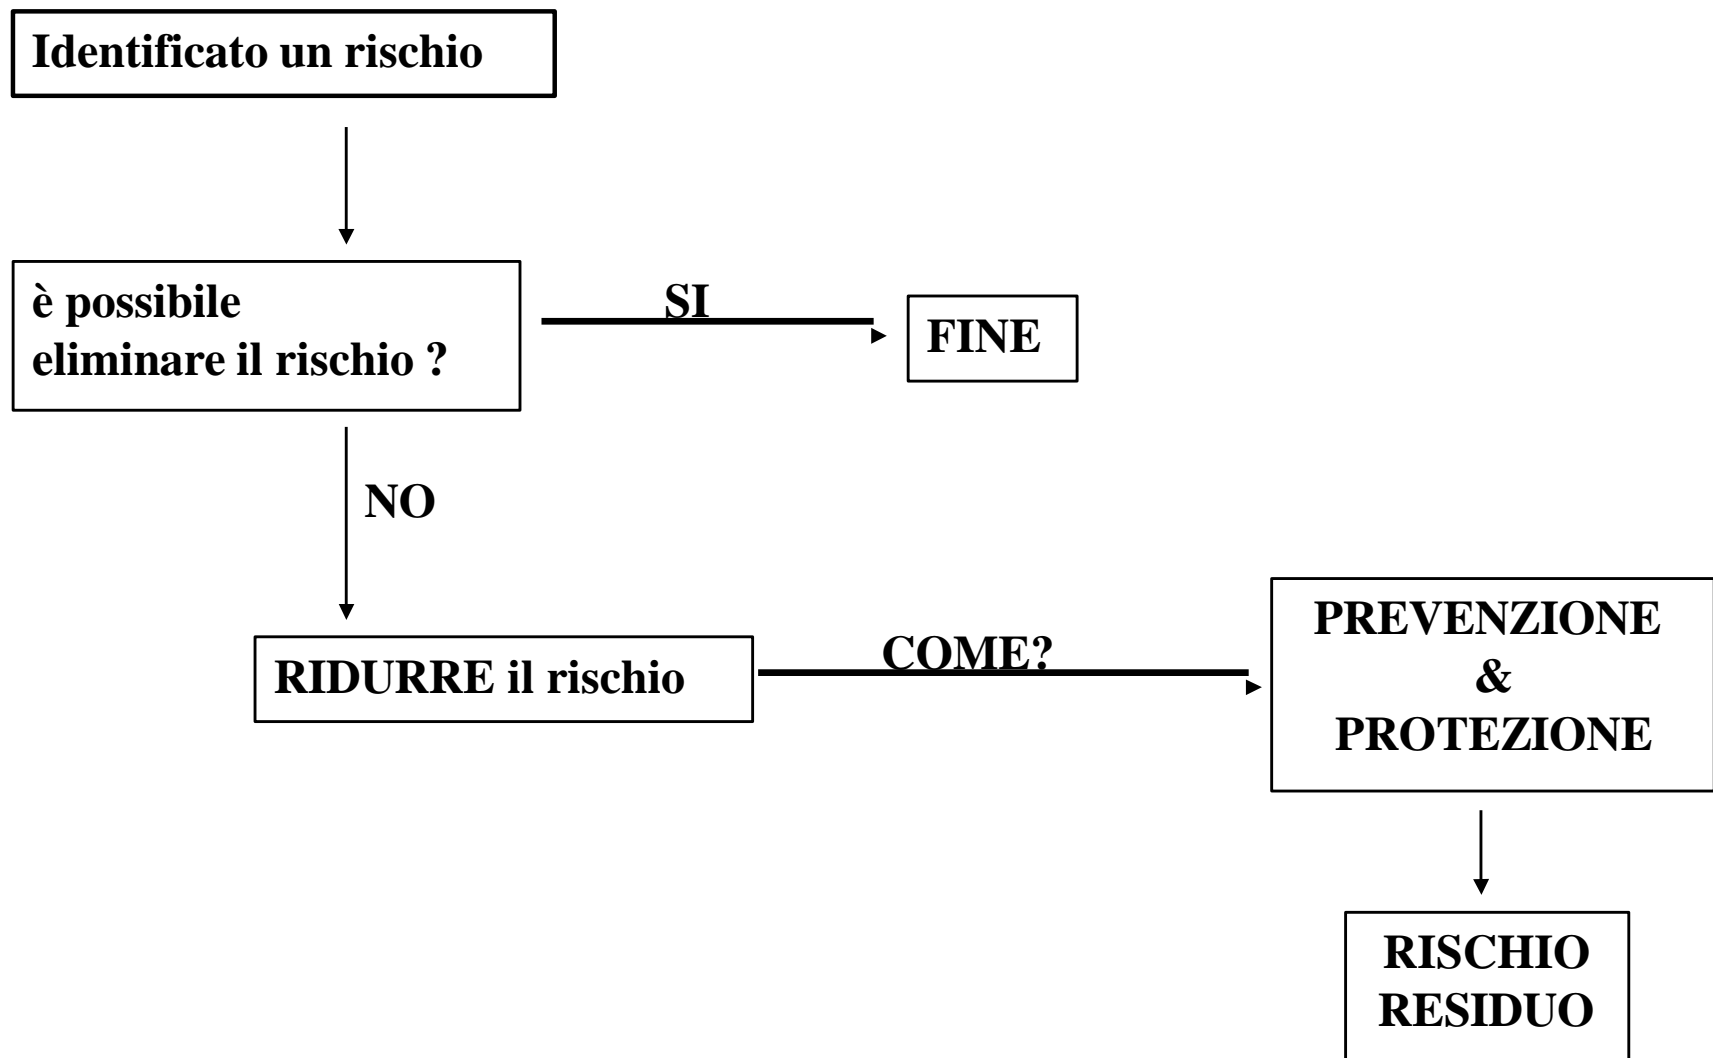 Identificato un rischio
è possibile
eliminare il rischio ?
SI
FINE
NO
RIDURRE il rischio
COME?
PREVENZIONE
&
PROTEZIONE
RISCHIO
RESIDUO